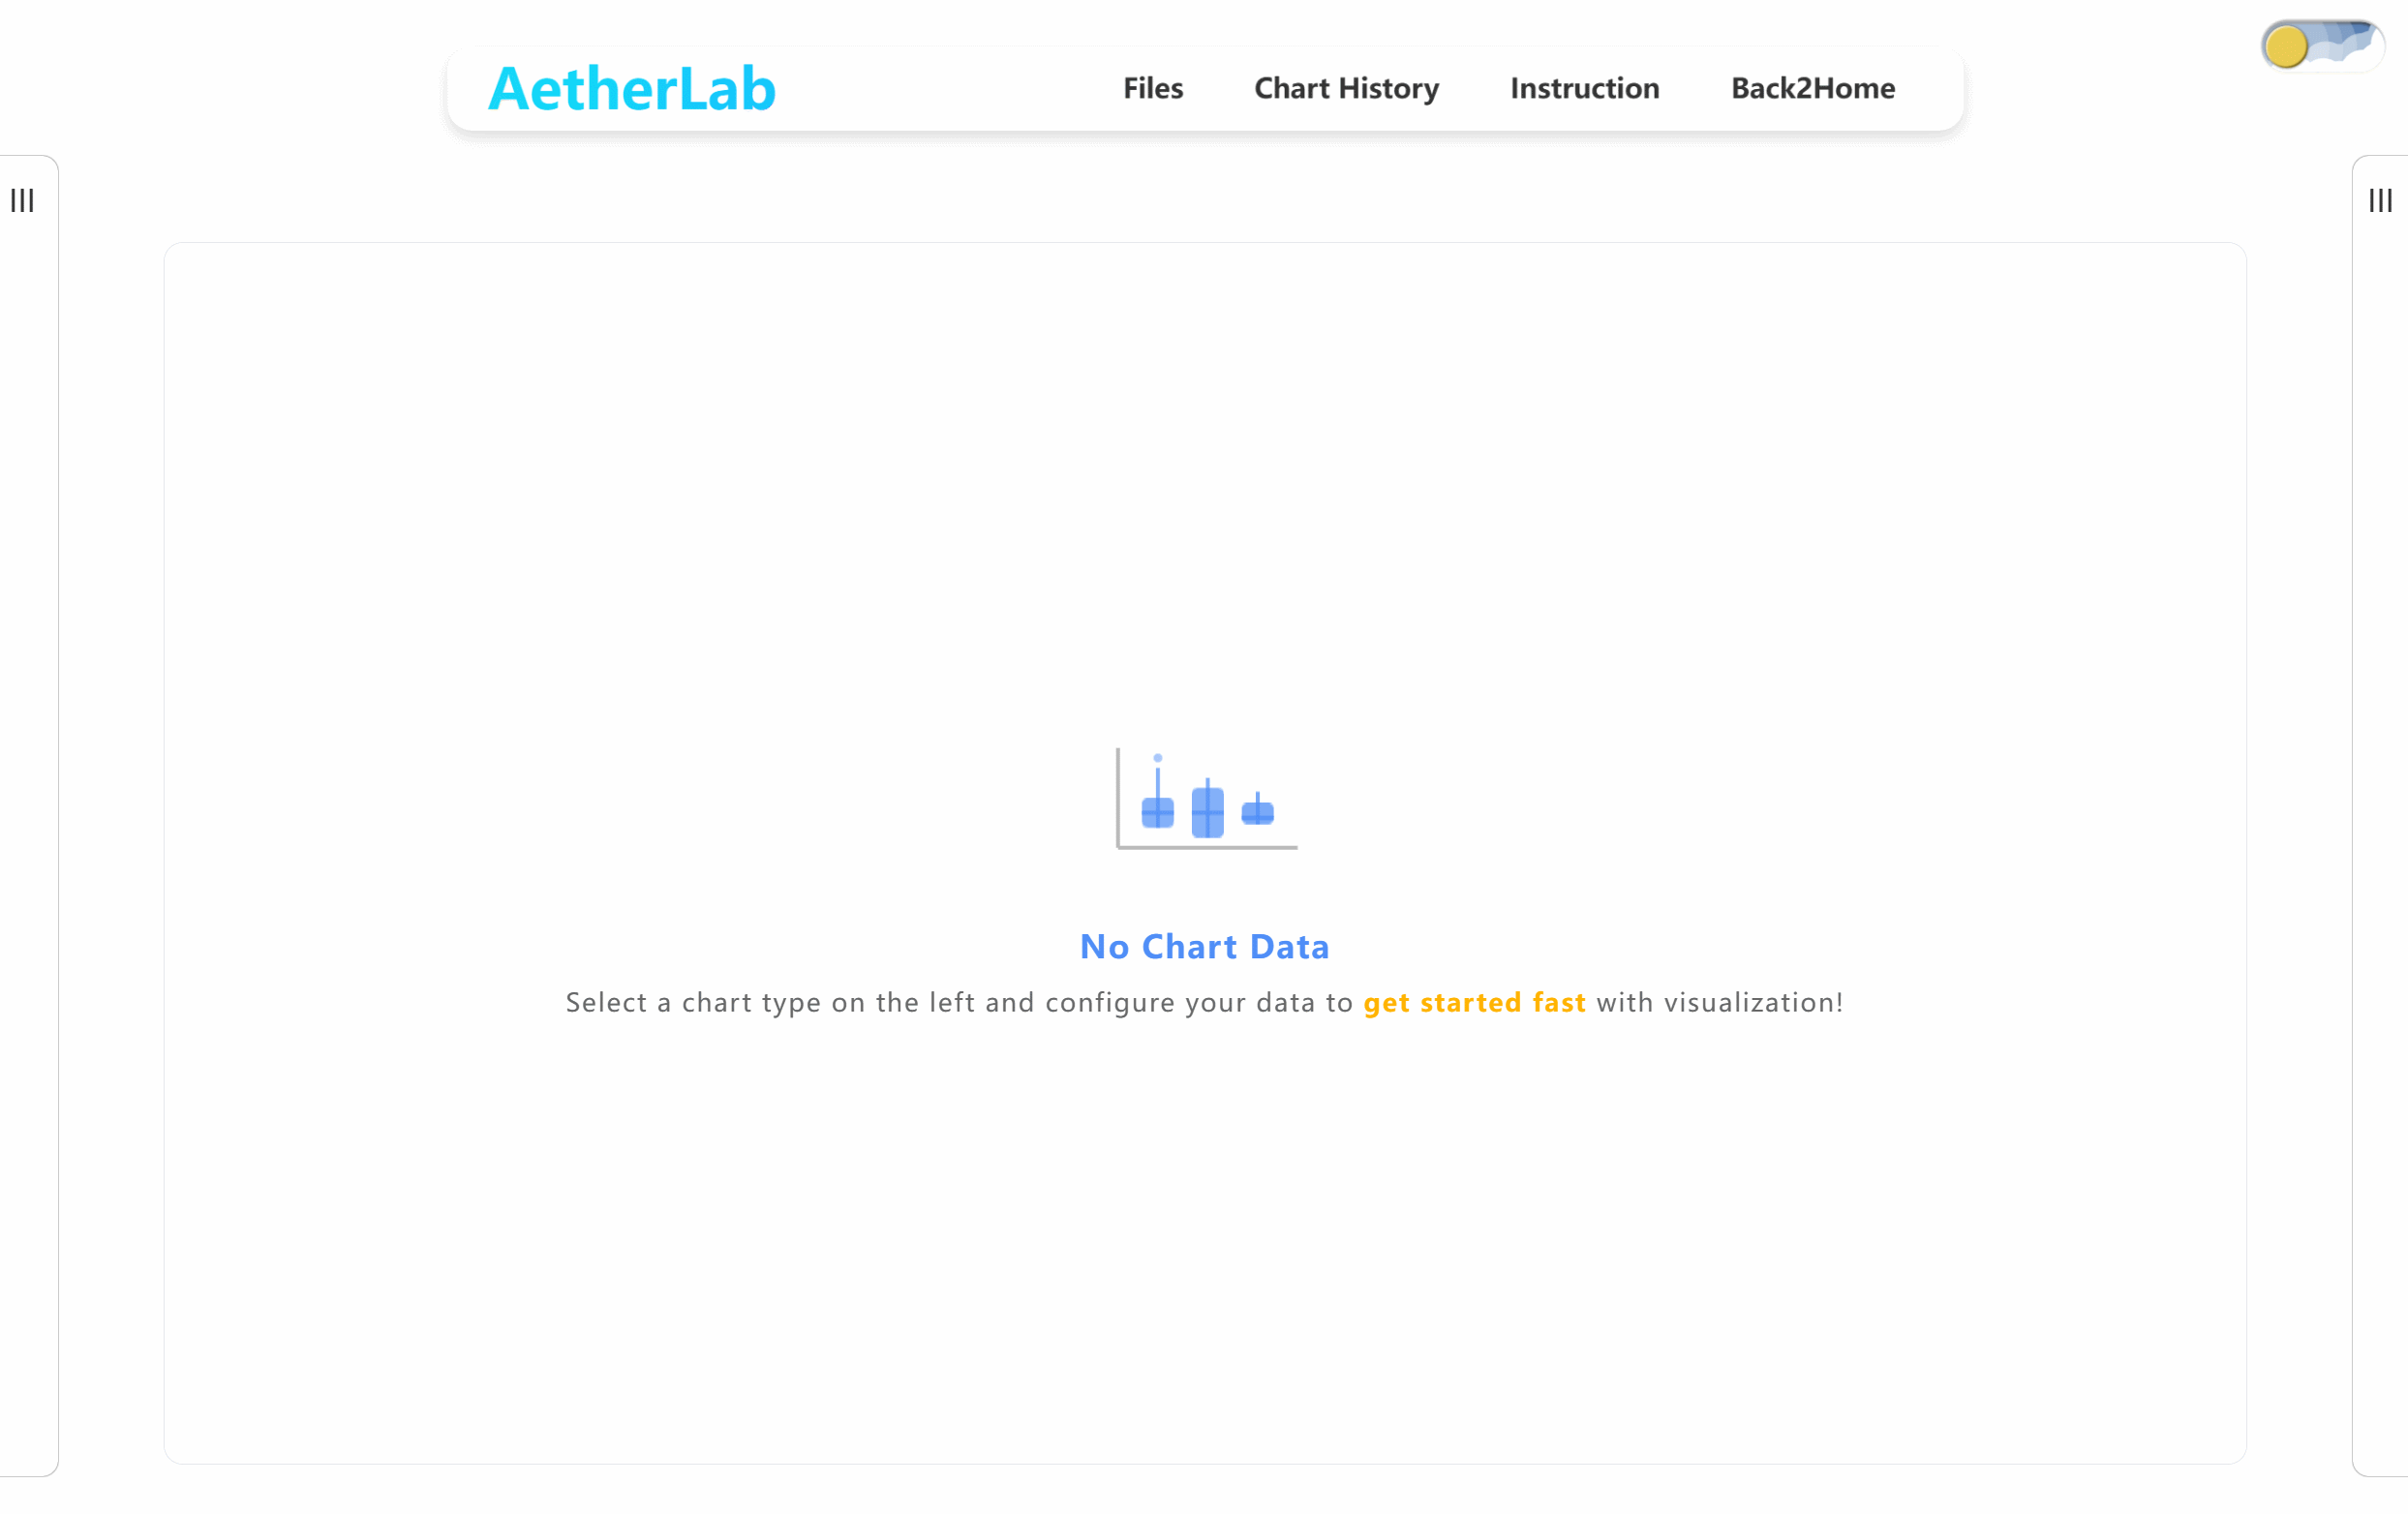 AetherLab
Files Chart History Instruction Back2Home
No Chart Data
Select a chart type on the left and configure your data to get started fast with visualization!